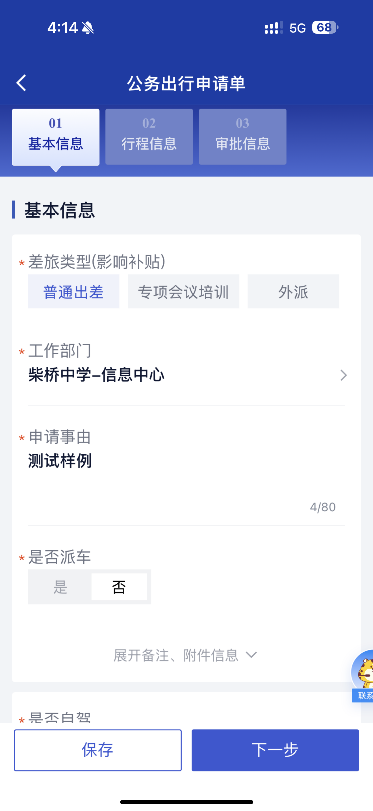 4:14
5G 68
公务出行申请单
01
基本信息
02
行程信息
03
审批信息
基本信息
* 差旅类型(影响补贴)
普通出差 专项会议培训 外派
* 工作部门
柴桥中学-信息中心
* 申请事由
测试样例
4/80
* 是否派车
是 否
展开备注、附件信息
联系
* 是否自驾
保存 下一步